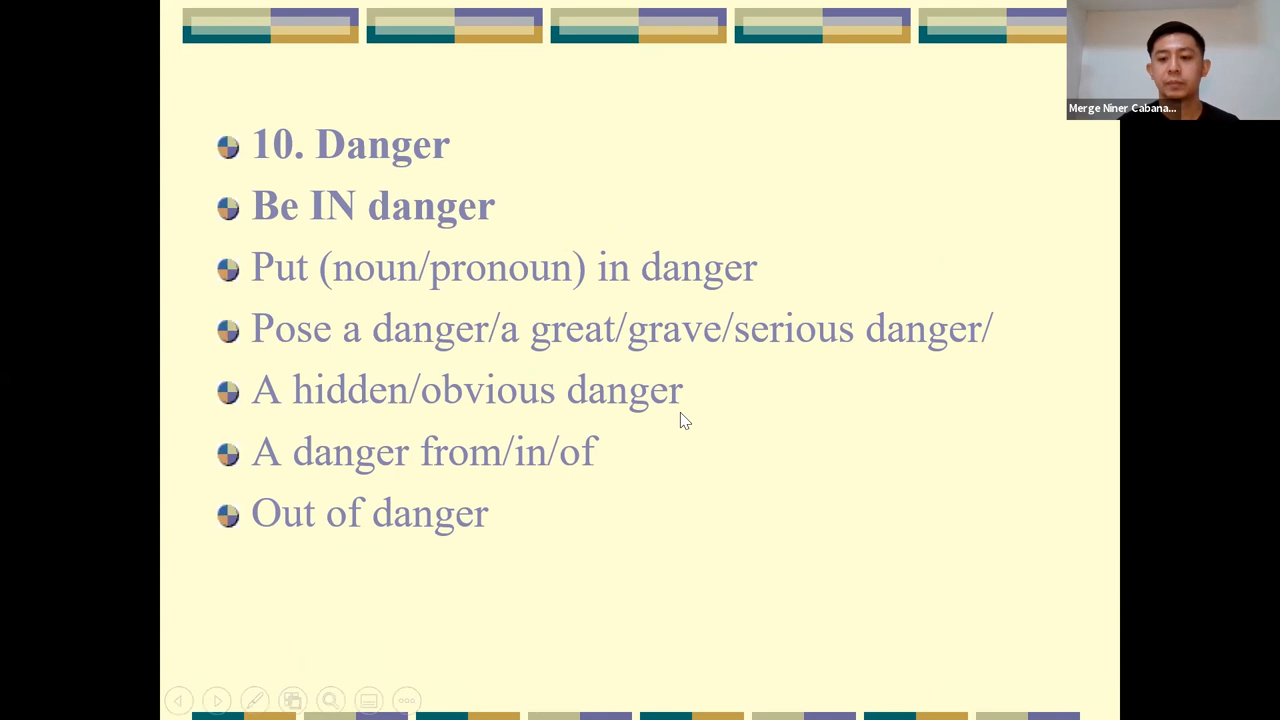 10. Danger
Be IN danger
Put (noun/pronoun) in danger
Pose a danger/a great/grave/serious danger/
A hidden/obvious danger
A danger from/in/of
Out of danger
Merge Niner Cabana...